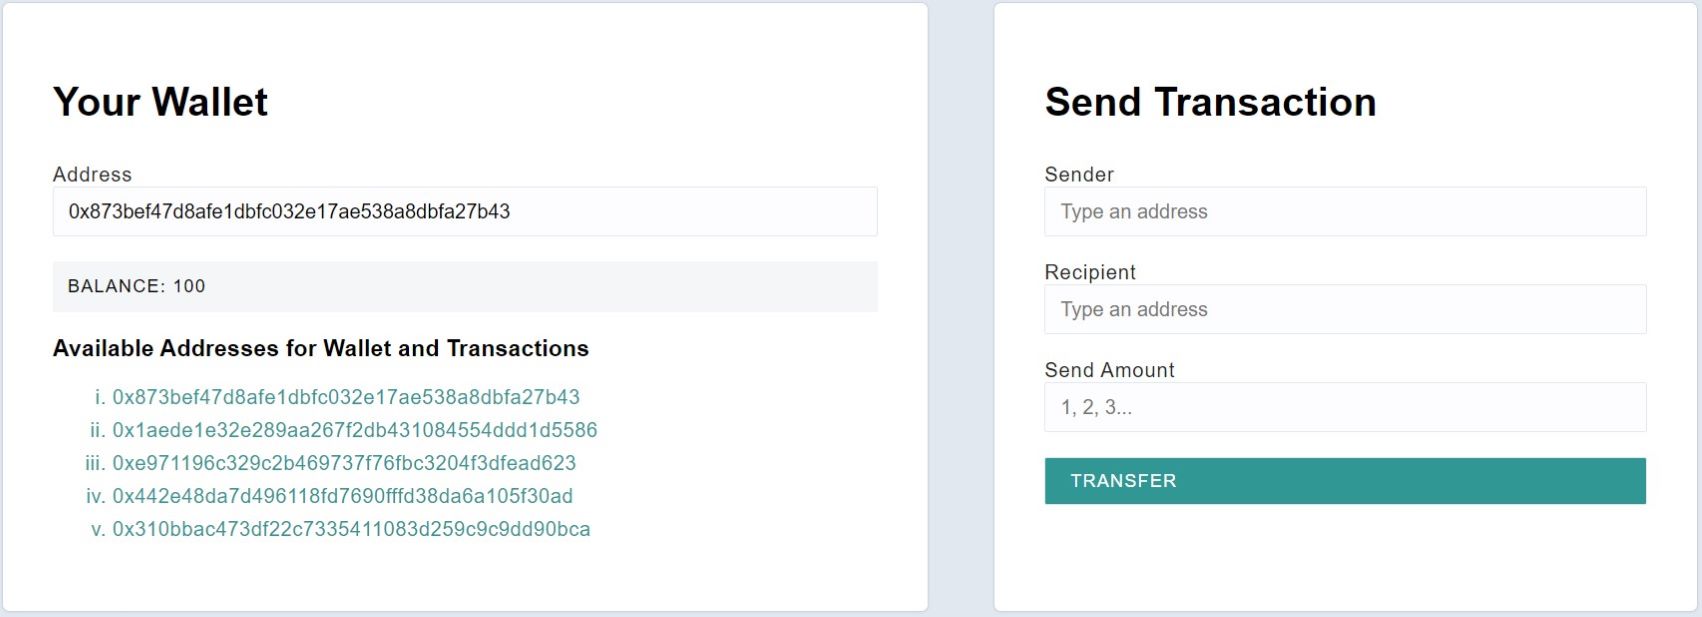 Your Wallet
Address
0x873bef47d8afe1dbfc032e17ae538a8dbfa27b43
BALANCE: 100
Available Addresses for Wallet and Transactions
i. 0x873bef47d8afe1dbfc032e17ae538a8dbfa27b43
ii. 0x1aede1e32e289aa267f2db431084554ddd1d5586
iii. 0xe971196c329c2b469737f76fbc3204f3dfead623
iv. 0x442e48da7d496118fd7690fffd38da6a105f30ad
v. 0x310bbac473df22c7335411083d259c9c9dd90bca
Send Transaction
Sender
Type an address
Recipient
Type an address
Send Amount
1, 2, 3...
TRANSFER